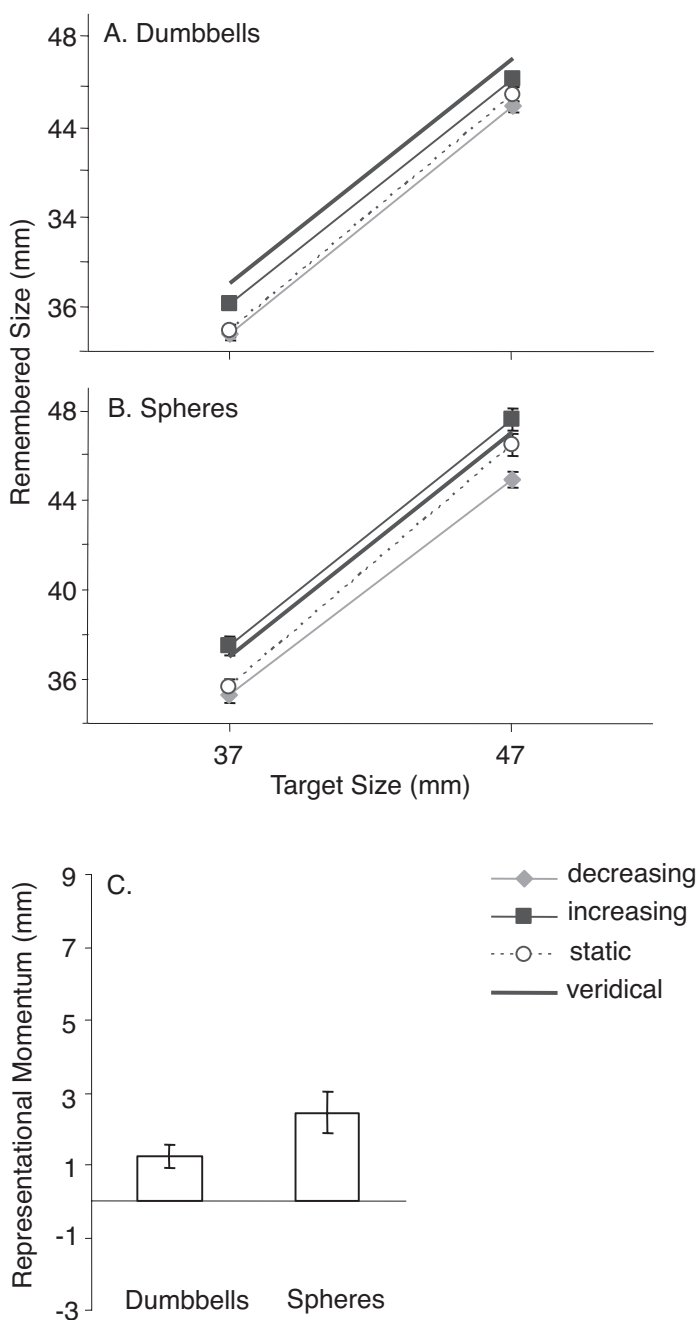 A. Dumbbells
48
44
34
36
Remembered Size (mm)
B. Spheres
48
44
40
36
37
47
Target Size (mm)
C.
9
7
5
3
1
-1
-3
Representational Momentum (mm)
Dumbbells
Spheres
decreasing
increasing
static
veridical